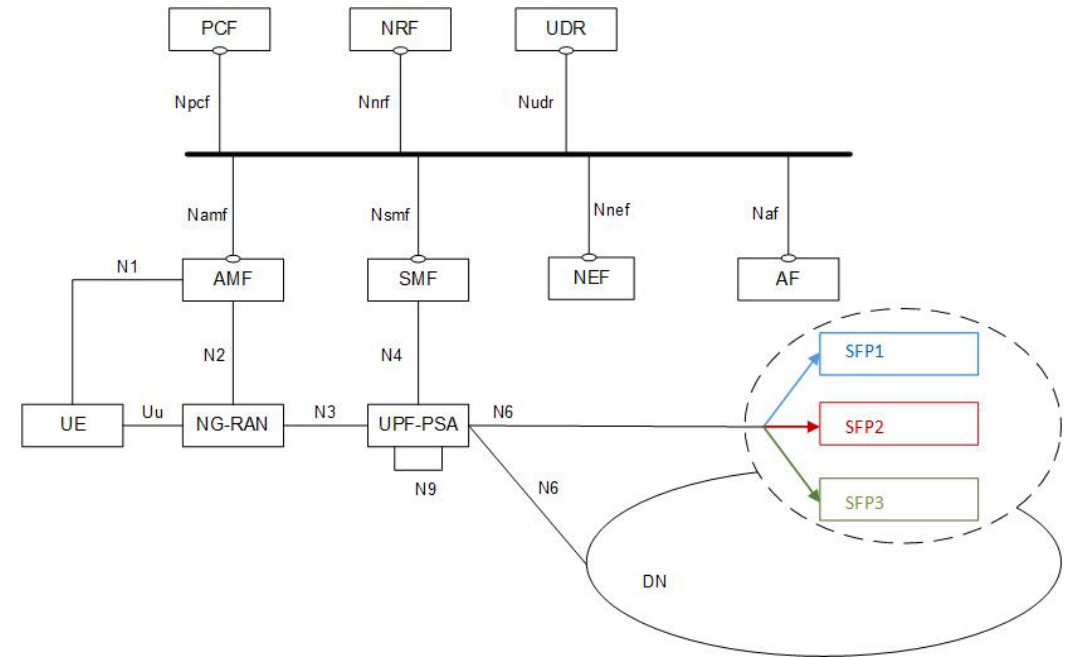 PCF
NRF
UDR
Npcf
Nnrf
Nudr
Namf
Nsmf
Nnef
Naf
N1
AMF
SMF
NEF
AF
N2
N4
SFP1
UE
Uu
NG-RAN
N3
UPF-PSA
N6
SFP2
N9
N6
SFP3
DN